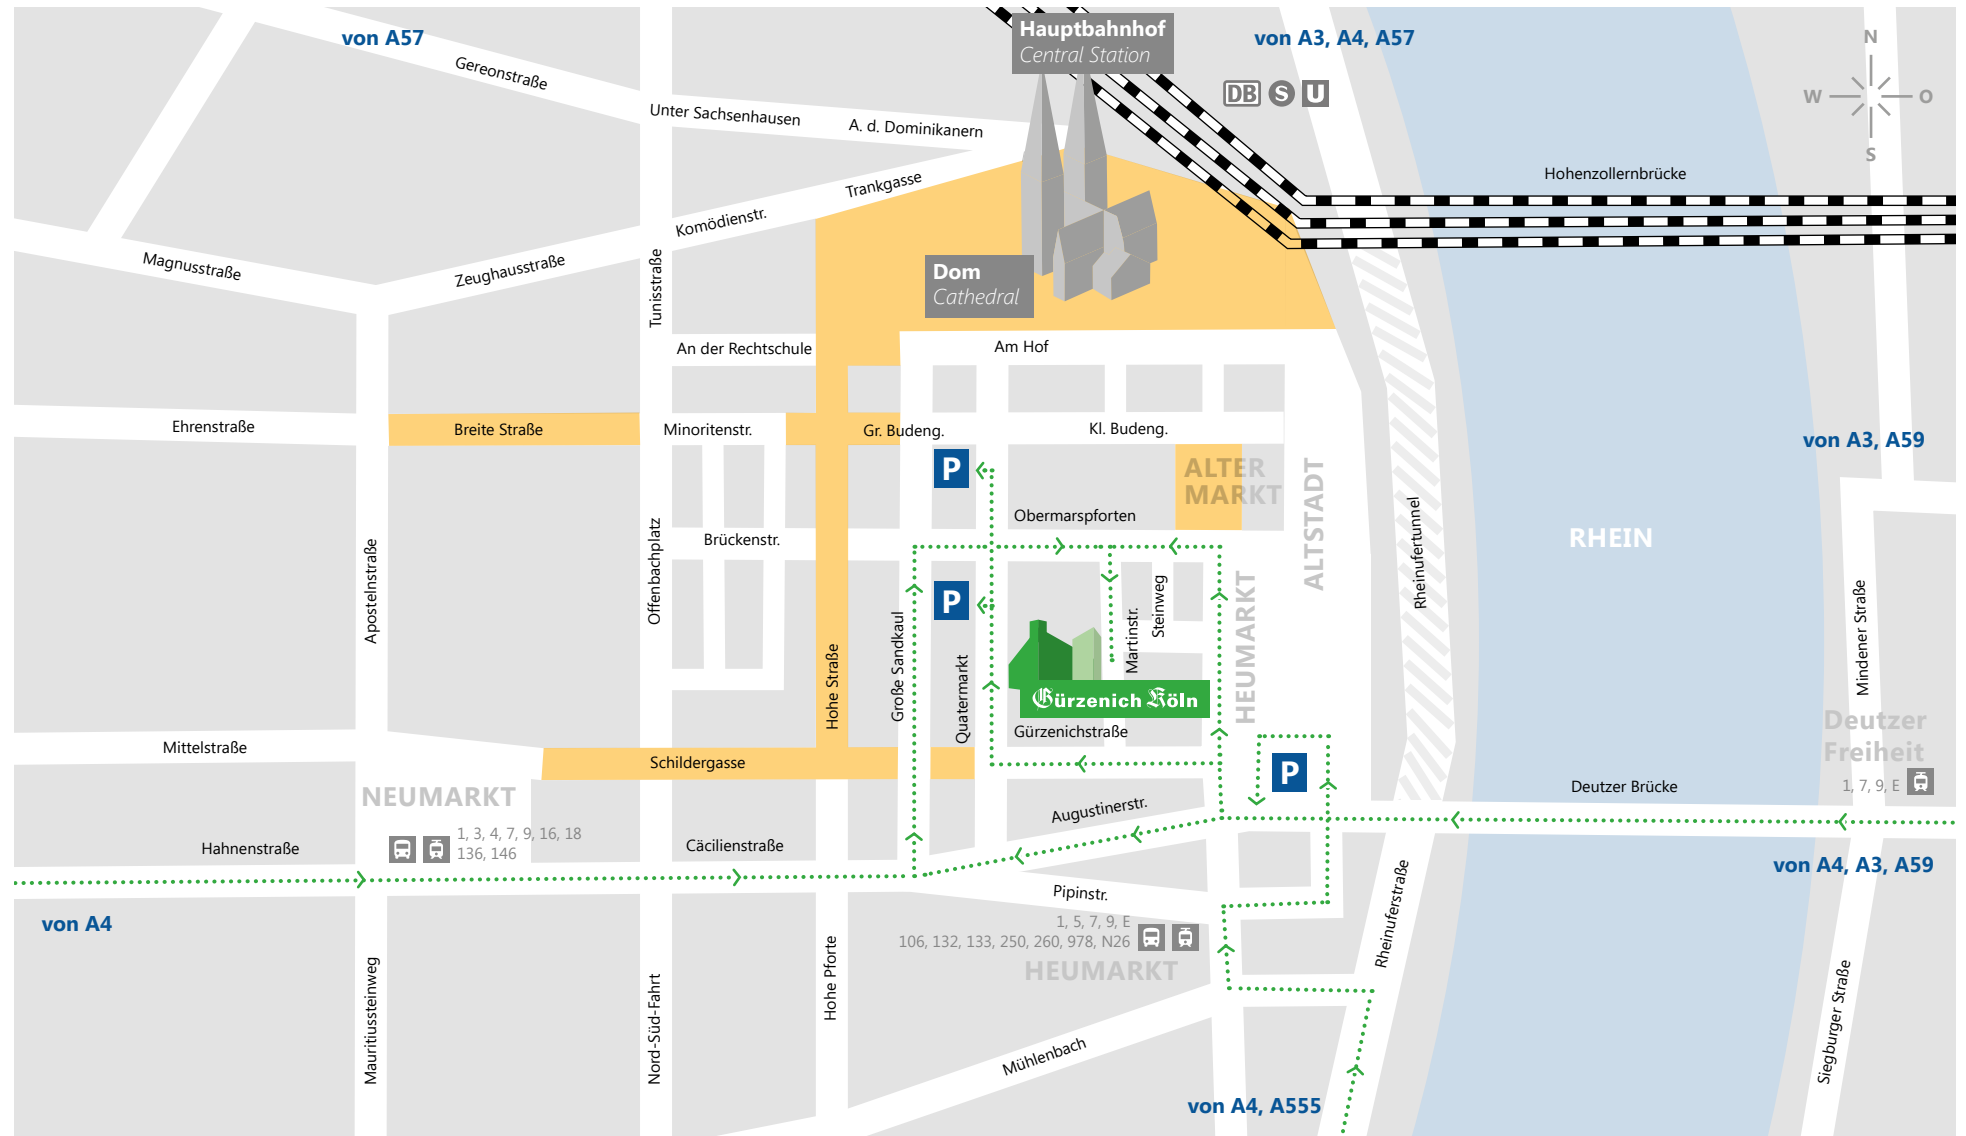 von A57
Hauptbahnhof
Central Station
von A3, A4, A57
DB S U
N
W O
S
Gereonstraße
Unter Sachsenhausen
A. d. Dominikanern
Hohenzollernbrücke
Trankgasse
Komödienstr.
Magnusstraße
Zeughausstraße
Tunisstraße
Dom
Cathedral
An der Rechtschule
Am Hof
Ehrenstraße
Breite Straße
Minoritenstr.
Gr. Budeng.
Kl. Budeng.
von A3, A59
P
ALTER
MARKT
ALTSTADT
Obermarspforten
Rheinufertunnel
RHEIN
Brückenstr.
Apostelnstraße
Offenbachplatz
P
Hohe Straße
Große Sandkaul
Quatermarkt
Martinstr.
Steinweg
HEUMARKT
Mindener Straße
Gürzenich Köln
Gürzenichstraße
Deutzer
Freiheit
1, 7, 9, E
Mittelstraße
Schildergasse
P
Deutzer Brücke
NEUMARKT
1, 3, 4, 7, 9, 16, 18
136, 146
Augustinerstr.
Hahnenstraße
Cäcilienstraße
von A4, A3, A59
von A4
Pipinstr.
1, 5, 7, 9, E
106, 132, 133, 250, 260, 978, N26
HEUMARKT
Rheinuferstraße
Mauritiussteinweg
Nord-Süd-Fahrt
Hohe Pforte
Mühlenbach
Siegburger Straße
von A4, A555